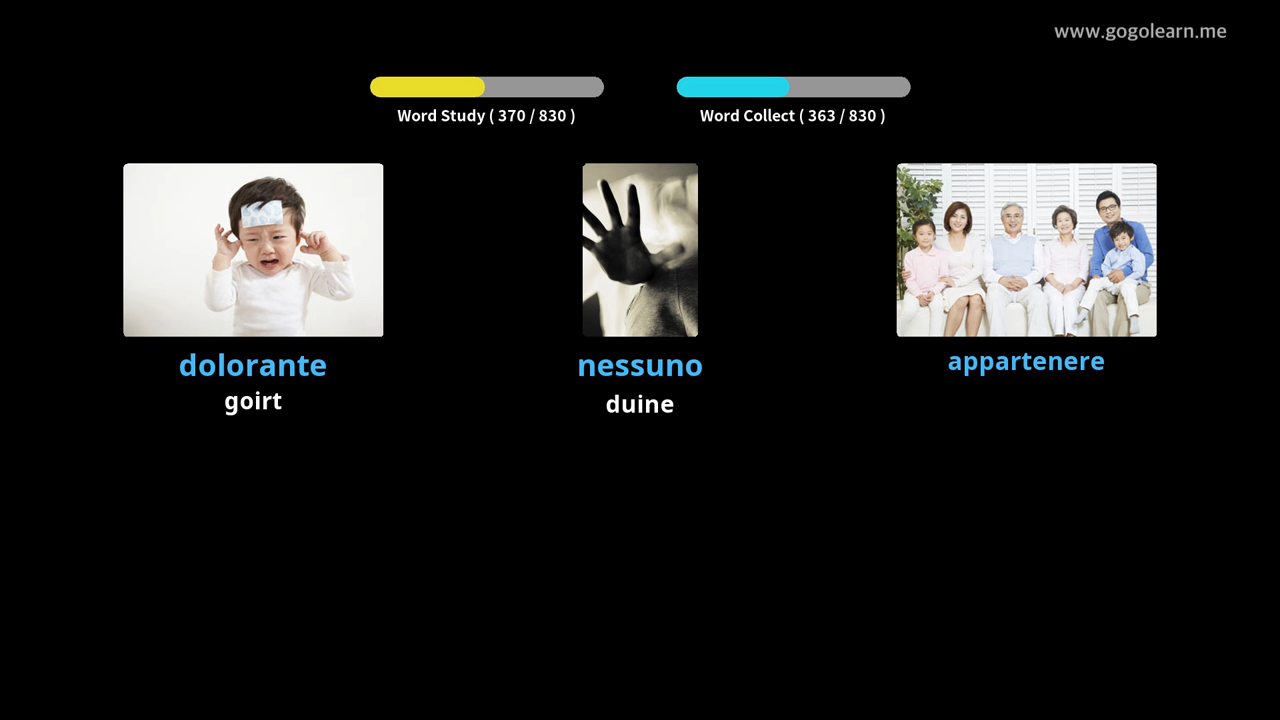 www.gogolearn.me
Word Study ( 370 / 830 )
Word Collect ( 363 / 830 )
dolorante
goirt
nessuno
duine
appartenere